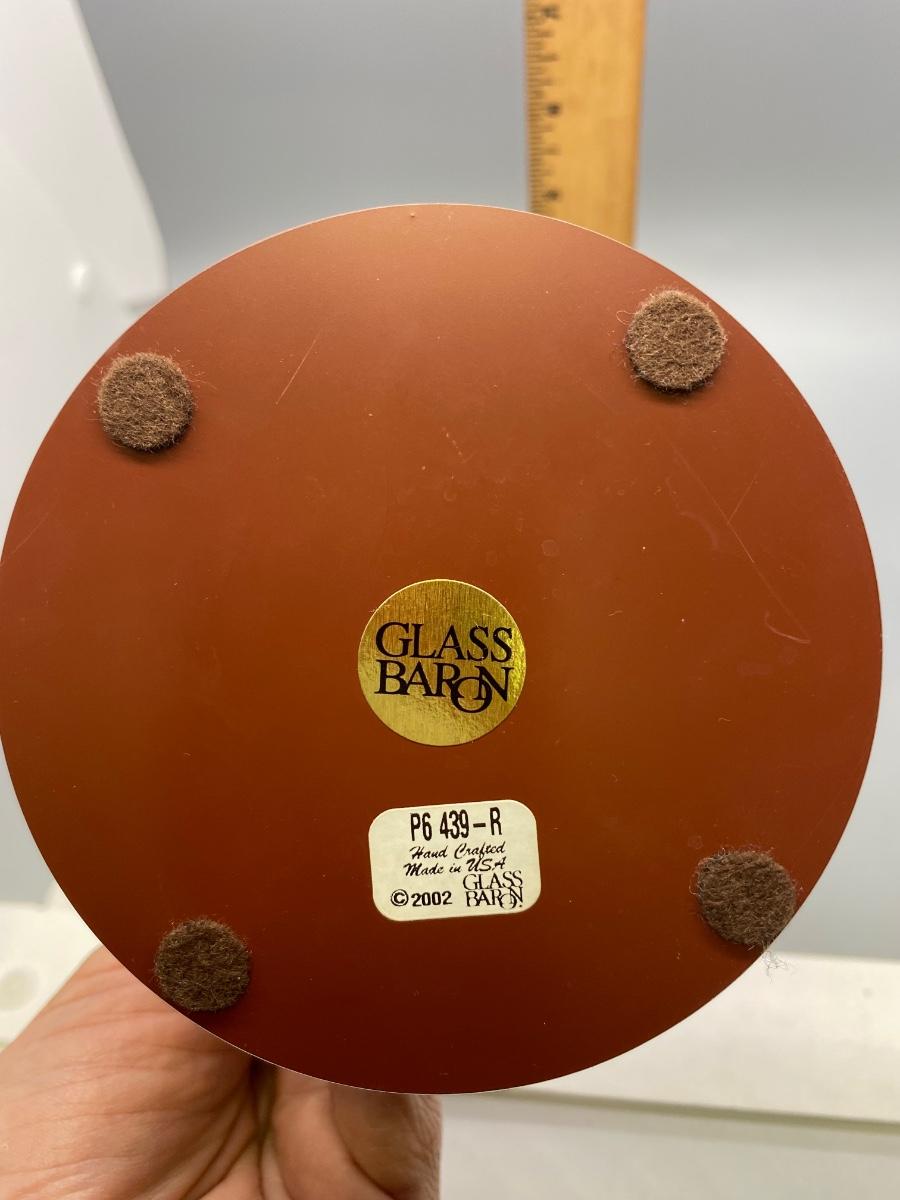 GLASS
BARON
P6 439-R
Hand Crafted
Made in USA
©2002 GLASS
BARON.